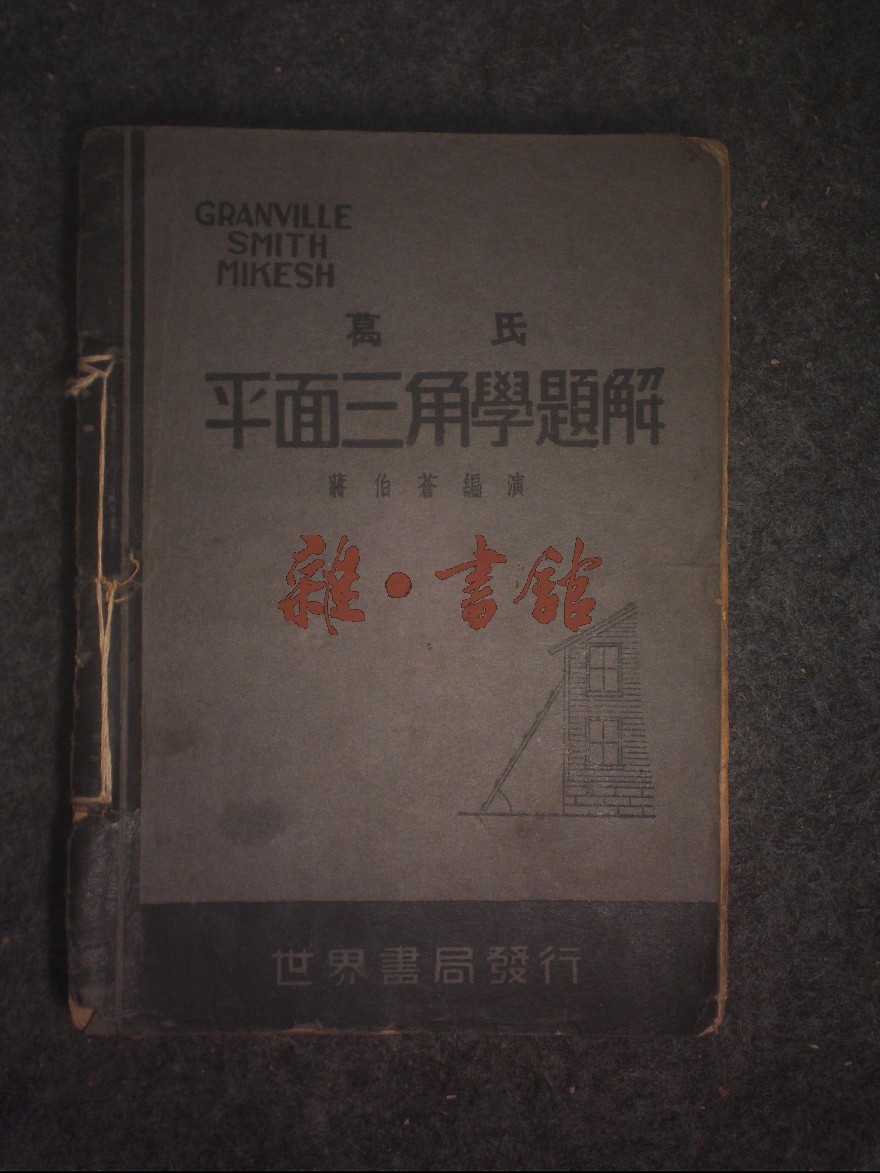 GRANVILLE
SMITH
MIKESH
葛氏
平面三角學題解
蔣伯蒼編演
雜·書館
世界書局發行